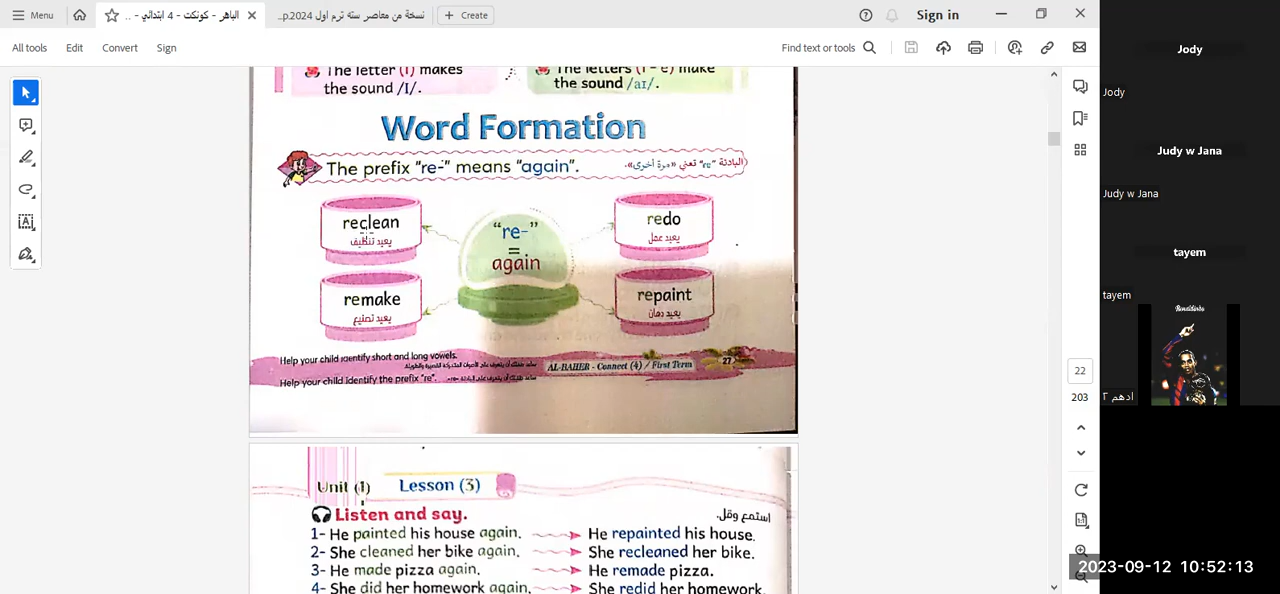 Menu
الباهر - كونكت - 4 ابتدائي - ..
نسخة من معاصر سته ترم اول 2024.p...
Create
Sign in
All tools
Edit
Convert
Sign
Find text or tools
The letter (i) makes
the sound /I/.
The letters (i - e) make
the sound /aɪ/.
Word Formation
The prefix "re-" means "again".
البادئة "re" تعني «مرة أخرى».
reclean
يعيد تنظيف
redo
يعيد عمل
"re-"
=
again
remake
يعيد تصنيع
repaint
يعيد دهان
Help your child identify short and long vowels.
Help your child identify the prefix "re".
AL-BAHER - Connect (4) / First Term
27
Unit (1)
Lesson (3)
Listen and say.
استمع وقل.
1- He painted his house again.
He repainted his house.
2- She cleaned her bike again.
She recleaned her bike.
3- He made pizza again.
He remade pizza.
4- She did her homework again.
She redid her homework.
22
203
Jody
Jody
Judy w Jana
Judy w Jana
tayem
tayem
Ronaldinho
ادهم ٢
2023-09-12 10:52:13